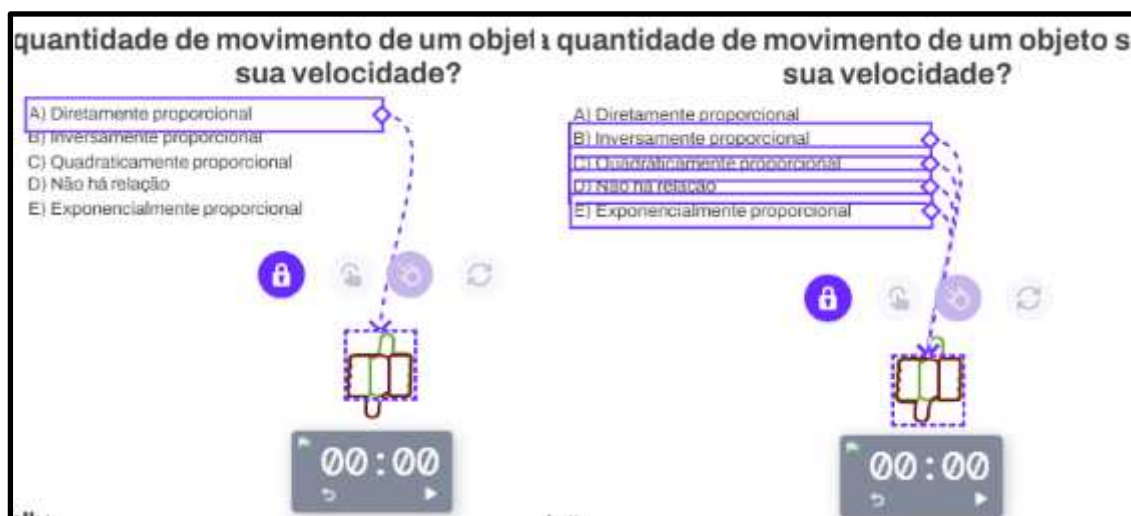 quantidade de movimento de um objet
sua velocidade?
A) Diretamente proporcional
B) Inversamente proporcional
C) Quadraticamente proporcional
D) Não há relação
E) Exponencialmente proporcional
00:00
quantidade de movimento de um objeto s
sua velocidade?
A) Diretamente proporcional
B) Inversamente proporcional
C) Quadraticamente proporcional
D) Não há relação
E) Exponencialmente proporcional
00:00